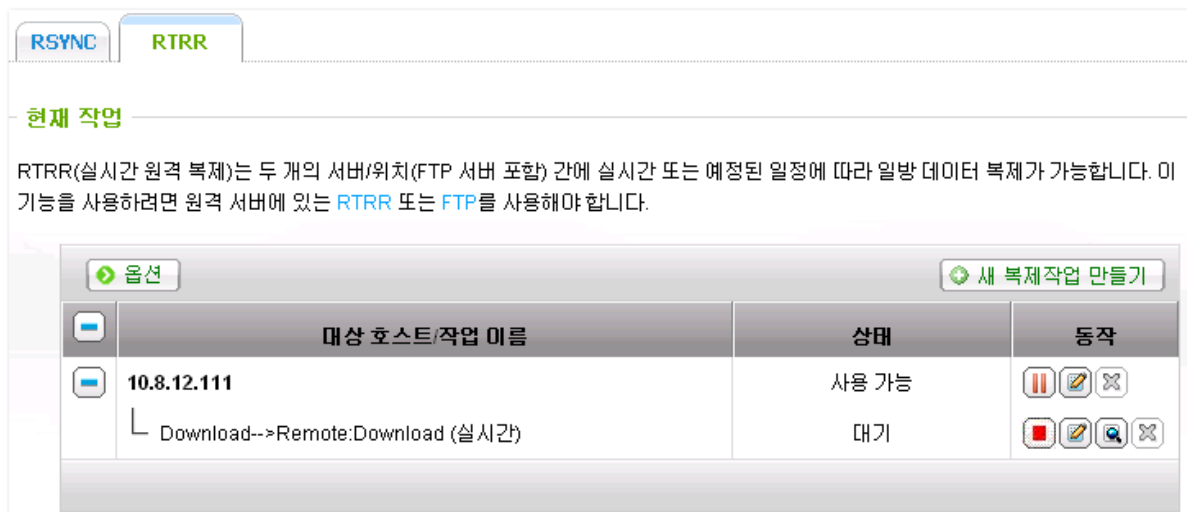 RSYNC
RTRR
현재 작업
RTRR(실시간 원격 복제)는 두 개의 서버/위치(FTP 서버 포함) 간에 실시간 또는 예정된 일정에 따라 일방 데이터 복제가 가능합니다. 이
기능을 사용하려면 원격 서버에 있는 RTRR 또는 FTP를 사용해야 합니다.
옵션
새 복제작업 만들기
대상 호스트/작업 이름 상태 동작
10.8.12.111 사용 가능
Download-->Remote:Download (실시간) 대기